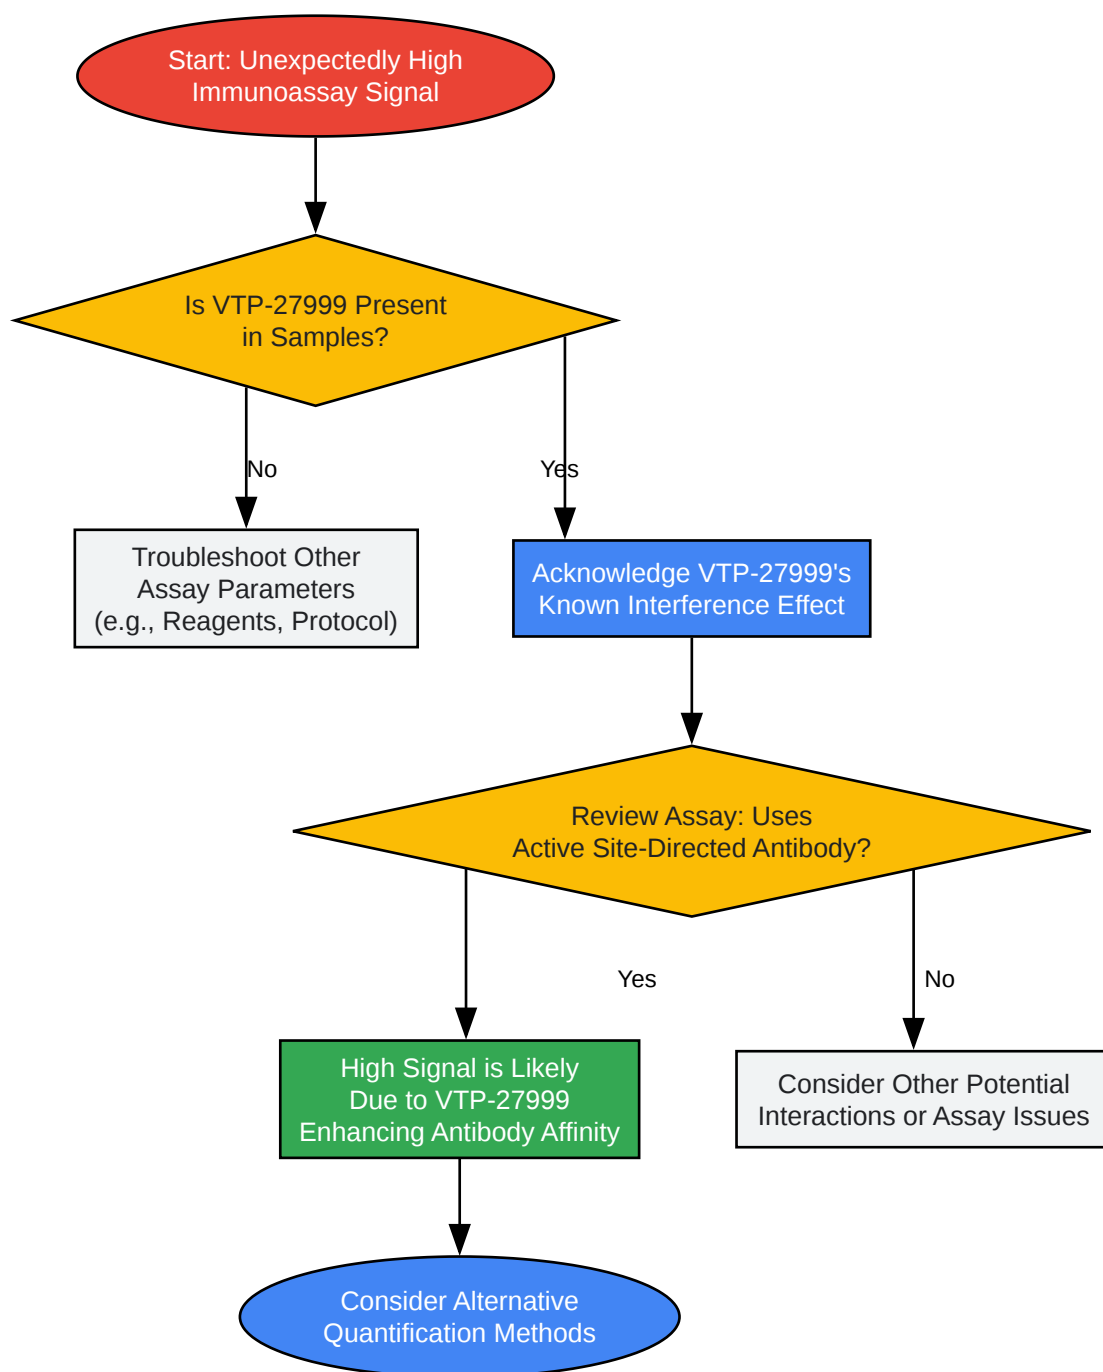 Start: Unexpectedly High
Immunoassay Signal
Is VTP-27999 Present
in Samples?
No
Yes
Troubleshoot Other
Assay Parameters
(e.g., Reagents, Protocol)
Acknowledge VTP-27999's
Known Interference Effect
Review Assay: Uses
Active Site-Directed Antibody?
Yes
No
High Signal is Likely
Due to VTP-27999
Enhancing Antibody Affinity
Consider Other Potential
Interactions or Assay Issues
Consider Alternative
Quantification Methods